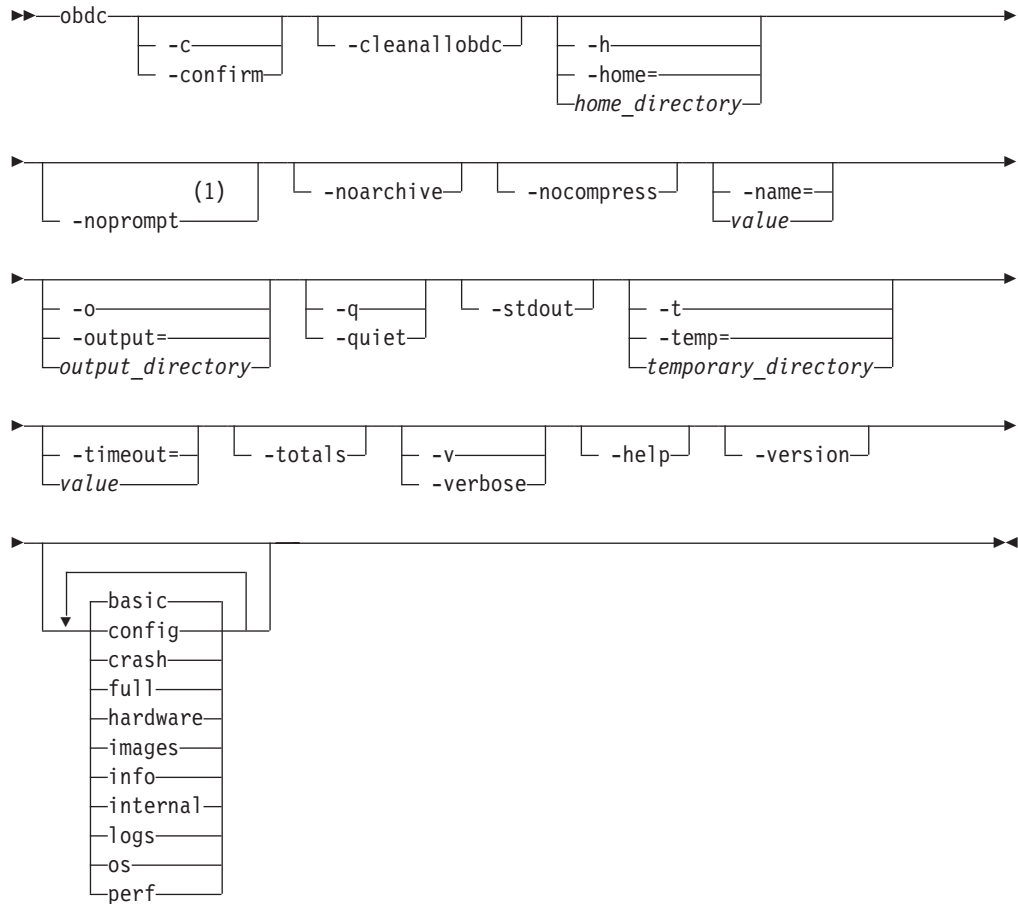 obdc
-c
-confirm
-cleanallobdc
-h
-home=
home_directory
(1)
-noprompt
-noarchive
-nocompress
-name=
value
-o
-output=
output_directory
-q
-quiet
-stdout
-t
-temp=
temporary_directory
-timeout=
value
-totals
-v
-verbose
-help
-version
basic
config
crash
full
hardware
images
info
internal
logs
os
perf